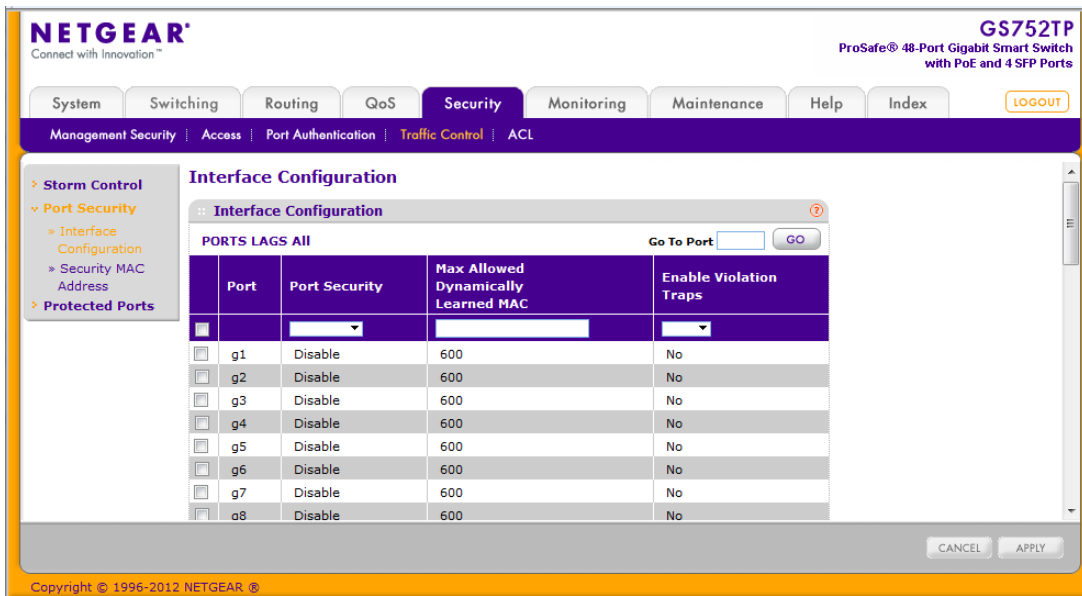 NETGEAR®
Connect with Innovation™
GS752TP
ProSafe® 48-Port Gigabit Smart Switch
with PoE and 4 SFP Ports
System Switching Routing QoS Security Monitoring Maintenance Help Index LOGOUT
Management Security | Access | Port Authentication | Traffic Control | ACL
Storm Control
Port Security
» Interface
Configuration
» Security MAC
Address
Protected Ports
Interface Configuration
Interface Configuration ?
PORTS LAGS All Go To Port GO
Port Port Security Max Allowed Dynamically Learned MAC Enable Violation Traps
g1 Disable 600 No
g2 Disable 600 No
g3 Disable 600 No
g4 Disable 600 No
g5 Disable 600 No
g6 Disable 600 No
g7 Disable 600 No
g8 Disable 600 No
CANCEL APPLY
Copyright © 1996-2012 NETGEAR ®